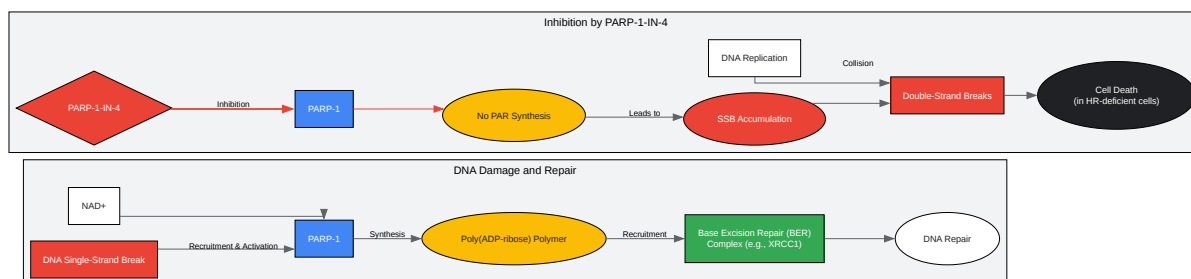 Inhibition by PARP-1-IN-4
DNA Replication
Collision
PARP-1-IN-4
Inhibition
PARP-1
No PAR Synthesis
Leads to
SSB Accumulation
Double-Strand Breaks
Cell Death
(in HR-deficient cells)
DNA Damage and Repair
NAD+
DNA Single-Strand Break
Recruitment & Activation
PARP-1
Synthesis
Poly(ADP-ribose) Polymer
Recruitment
Base Excision Repair (BER)
Complex (e.g., XRCC1)
DNA Repair